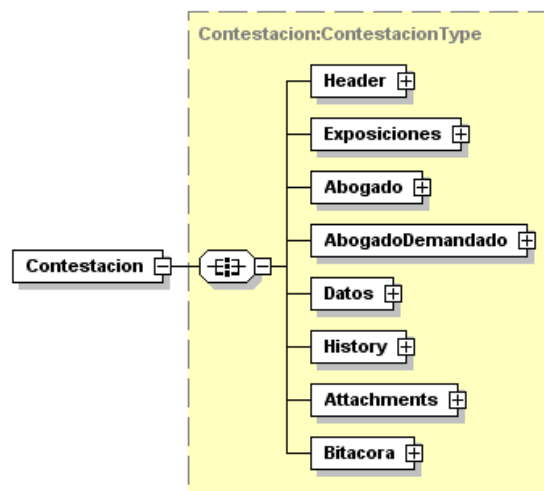 Contestacion:ContestacionType
Header
Exposiciones
Abogado
AbogadoDemandado
Contestacion
Datos
History
Attachments
Bitacora